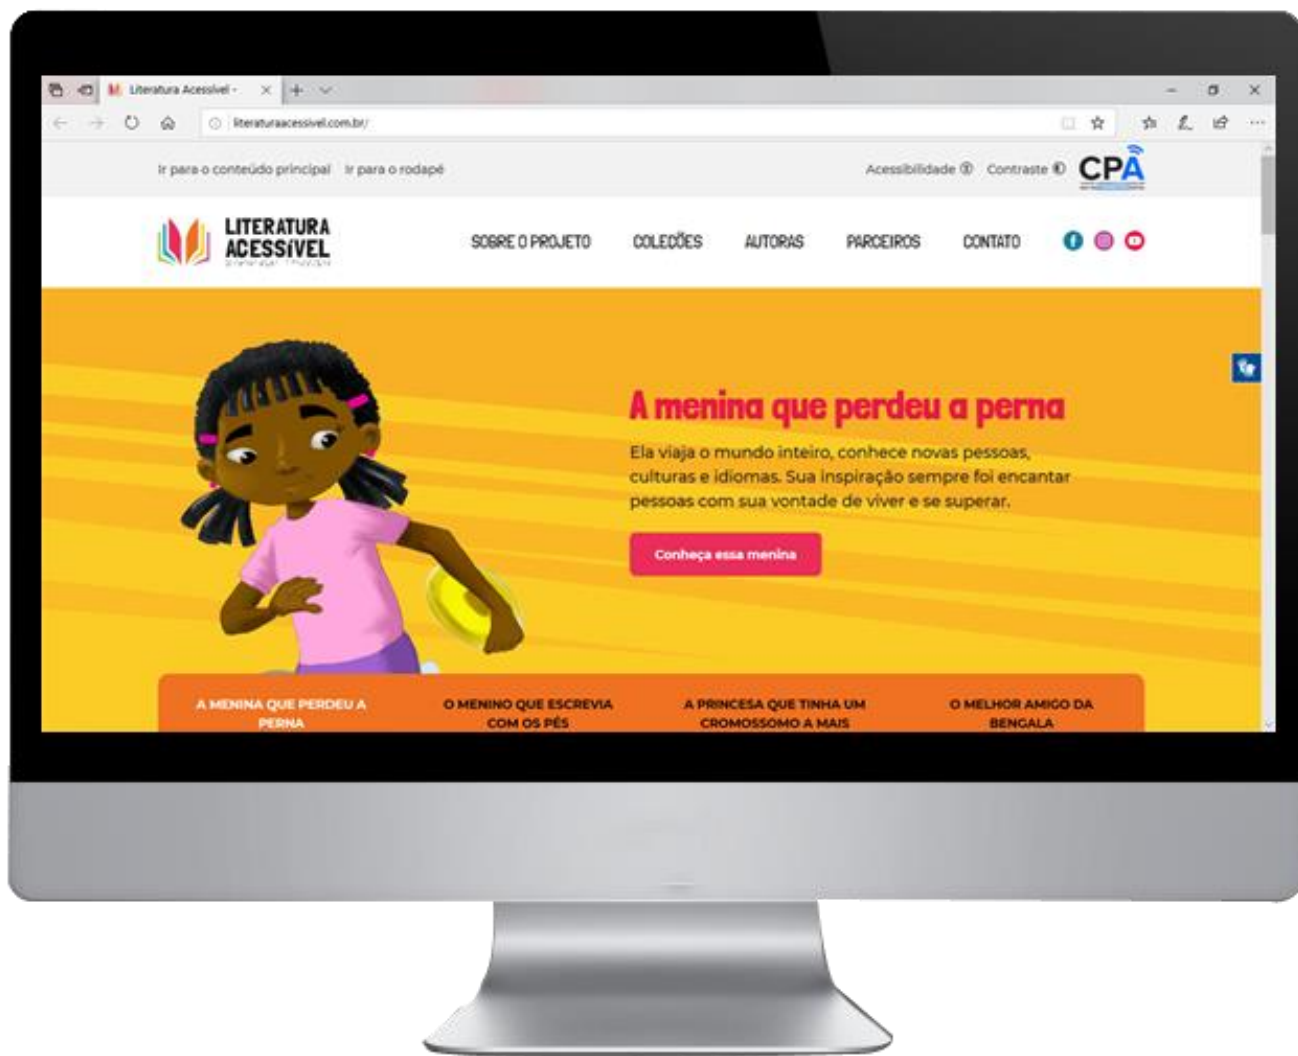 Literatura Acessível -
literaturaacessivel.com.br/
Ir para o conteúdo principal Ir para o rodapé
Acessibilidade Contraste CPA
LITERATURA
ACESSíVEL
SOBRE O PROJETO COLEÇÕES AUTORAS PARCEIROS CONTATO
A menina que perdeu a perna
Ela viaja o mundo inteiro, conhece novas pessoas,
culturas e idiomas. Sua inspiração sempre foi encantar
pessoas com sua vontade de viver e se superar.
Conheça essa menina
A MENINA QUE PERDEU A
PERNA
O MENINO QUE ESCREVIA
COM OS PÉS
A PRINCESA QUE TINHA UM
CROMOSSOMO A MAIS
O MELHOR AMIGO DA
BENGALA